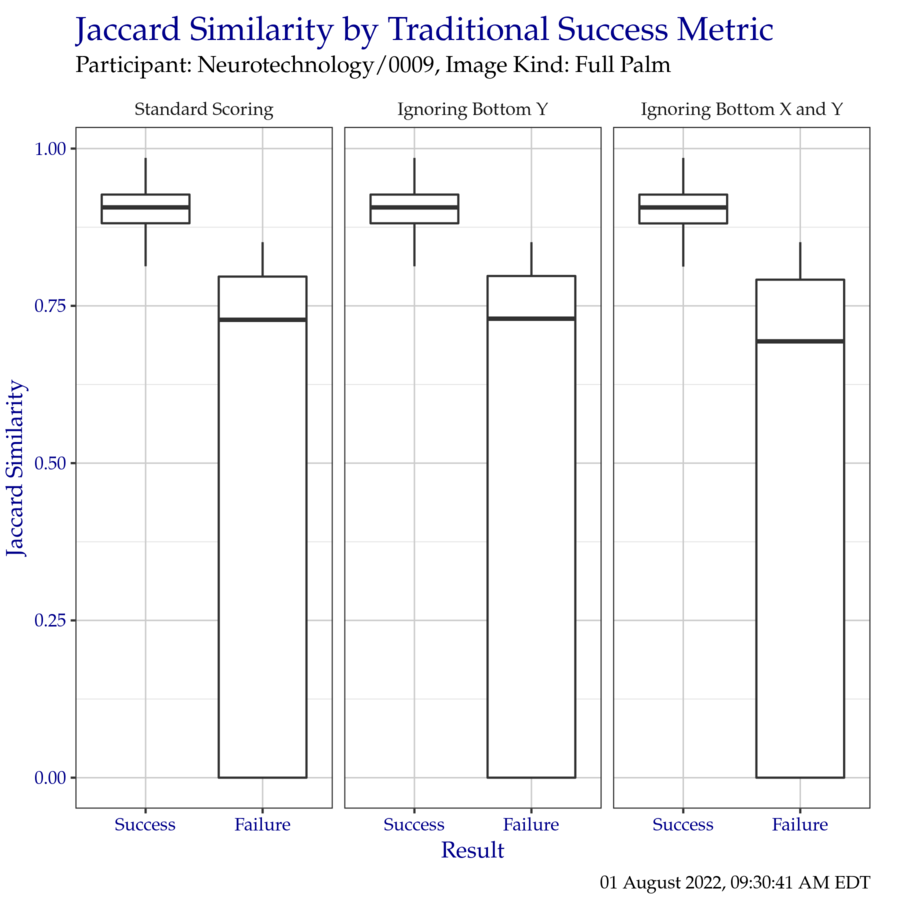 Jaccard Similarity by Traditional Success Metric
Participant: Neurotechnology/0009, Image Kind: Full Palm
Standard Scoring
Ignoring Bottom Y
Ignoring Bottom X and Y
Jaccard Similarity
1.00
0.75
0.50
0.25
0.00
Success Failure Success Failure Success Failure
Result
01 August 2022, 09:30:41 AM EDT